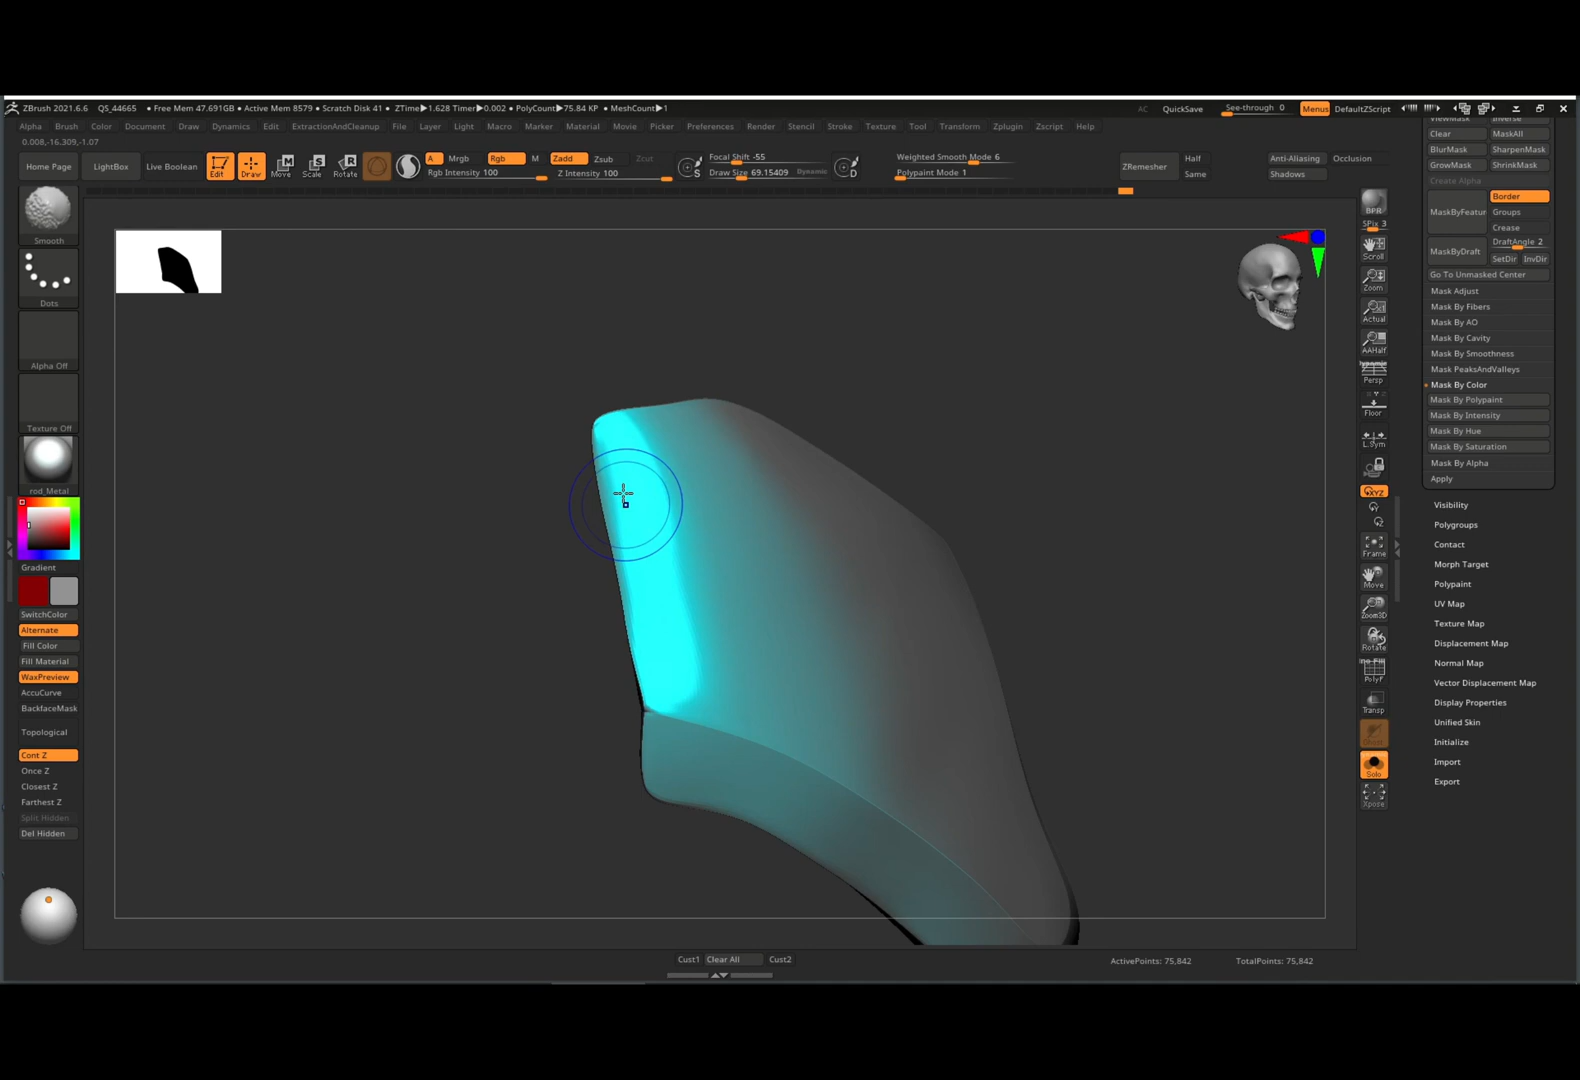 ZBrush 2021.6.6 QS_44665 • Free Mem 47.691GB • Active Mem 8579 • Scratch Disk 41 • ZTime▶1.628 Timer▶0.002 • PolyCount▶75.84 KP • MeshCount▶1
AC QuickSave See-through 0 Menus DefaultZScript
Alpha Brush Color Document Draw Dynamics Edit ExtractionAndCleanup File Layer Light Macro Marker Material Movie Picker Preferences Render Stencil Stroke Texture Tool Transform Zplugin Zscript Help
0.008,-16.309,-1.07
Home Page LightBox Live Boolean Edit Draw Move Scale Rotate
A Mrgb Rgb M Zadd Zsub Zcut
Rgb Intensity 100 Z Intensity 100
Focal Shift -55
Draw Size 69.15409 Dynamic
S
D
Weighted Smooth Mode 6
Polypaint Mode 1
ZRemesher Half
Same
Anti-Aliasing Occlusion
Shadows
Smooth
Dots
Alpha Off
Texture Off
rod_Metal
Gradient
SwitchColor
Alternate
Fill Color
Fill Material
WaxPreview
AccuCurve
BackfaceMask
Topological
Cont Z
Once Z
Closest Z
Farthest Z
Split Hidden
Del Hidden
BPR
SPix 3
Scroll
Zoom
Actual
AAHalf
Dynamic
Persp
Floor
L.Sym
XYZ
Frame
Move
Zoom3D
Rotate
PolyF
Transp
Solo
Xpose
ViewMask Inverse
Clear MaskAll
BlurMask SharpenMask
GrowMask ShrinkMask
Create Alpha
MaskByFeatur Border
Groups
Crease
MaskByDraft DraftAngle 2
SetDir InvDir
Go To Unmasked Center
Mask Adjust
Mask By Fibers
Mask By AO
Mask By Cavity
Mask By Smoothness
Mask PeaksAndValleys
Mask By Color
Mask By Polypaint
Mask By Intensity
Mask By Hue
Mask By Saturation
Mask By Alpha
Apply
Visibility
Polygroups
Contact
Morph Target
Polypaint
UV Map
Texture Map
Displacement Map
Normal Map
Vector Displacement Map
Display Properties
Unified Skin
Initialize
Import
Export
Cust1 Clear All Cust2
ActivePoints: 75,842 TotalPoints: 75,842